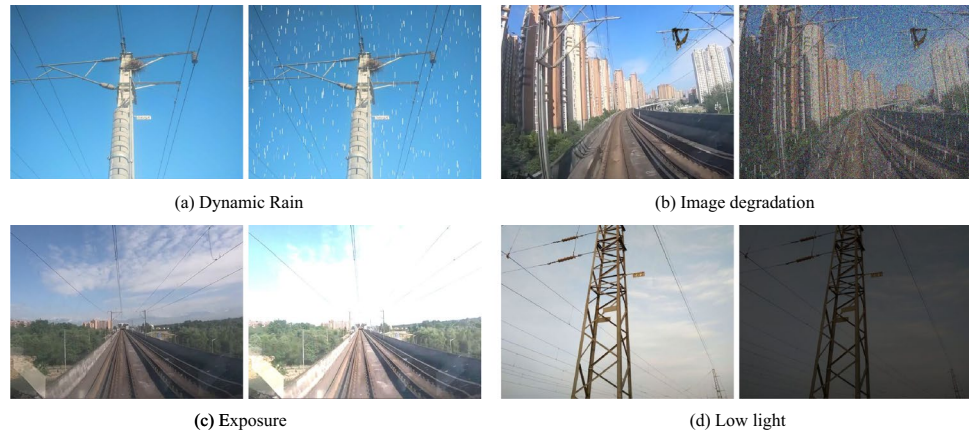 (a) Dynamic Rain
(b) Image degradation
(c) Exposure
(d) Low light